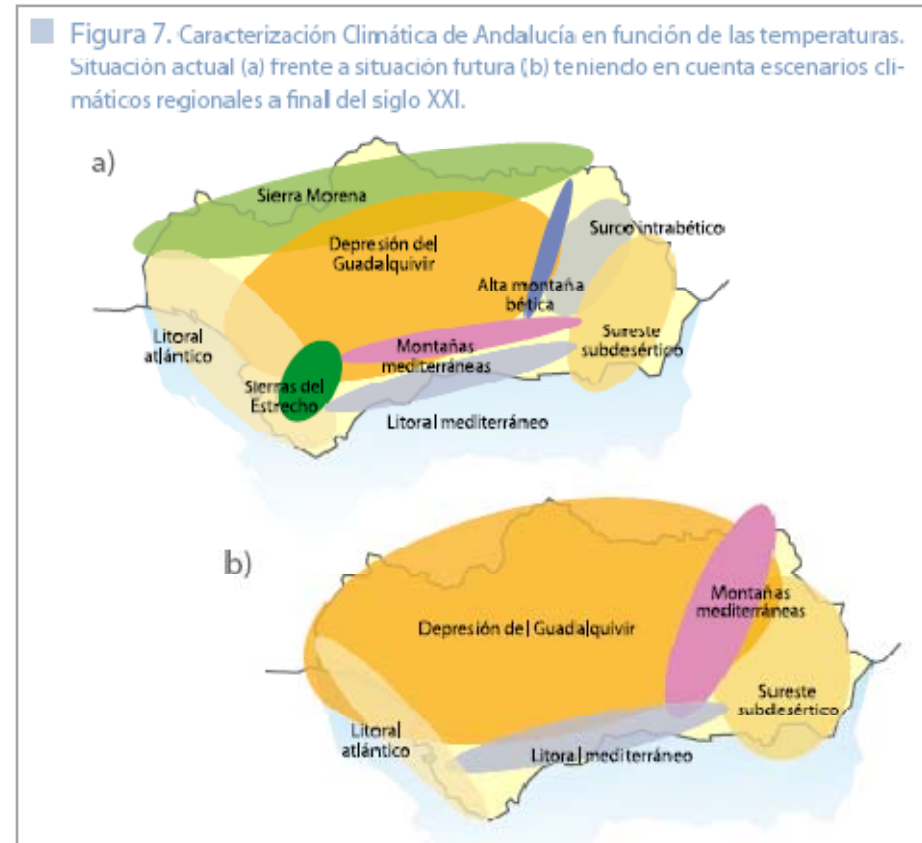 Figura 7. Caracterización Climática de Andalucía en función de las temperaturas.
Situación actual (a) frente a situación futura (b) teniendo en cuenta escenarios cli-
máticos regionales a final del siglo XXI.
a)
Sierra Morena
Surco intrabético
Depresión del
Guadalquivir
Alta montaña
bética
Litoral
atlántico
Montañas
mediterráneas
Sureste
subdesértico
Sierras del
Estrecho
Litoral mediterráneo
b)
Montañas
mediterráneas
Depresión del Guadalquivir
Sureste
subdesértico
Litoral
atlántico
Litoral mediterráneo